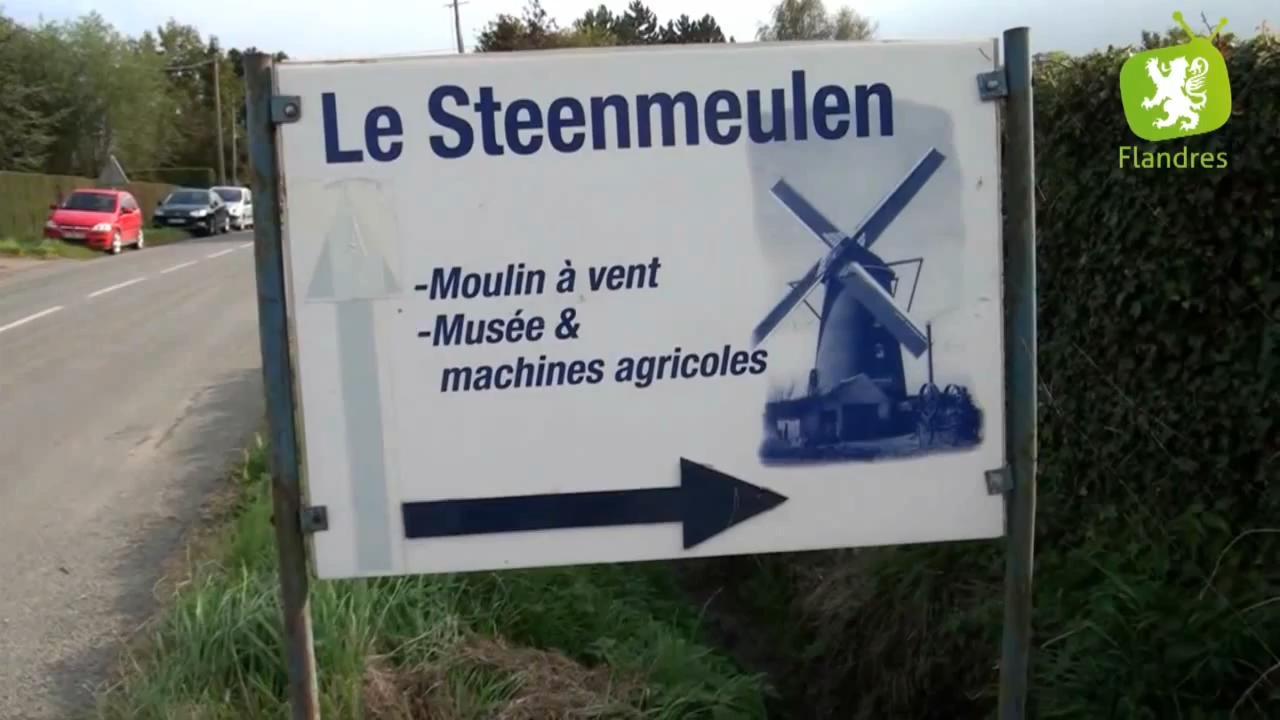 Le Steenmeulen
-Moulin à vent
-Musée &
machines agricoles
Flandres